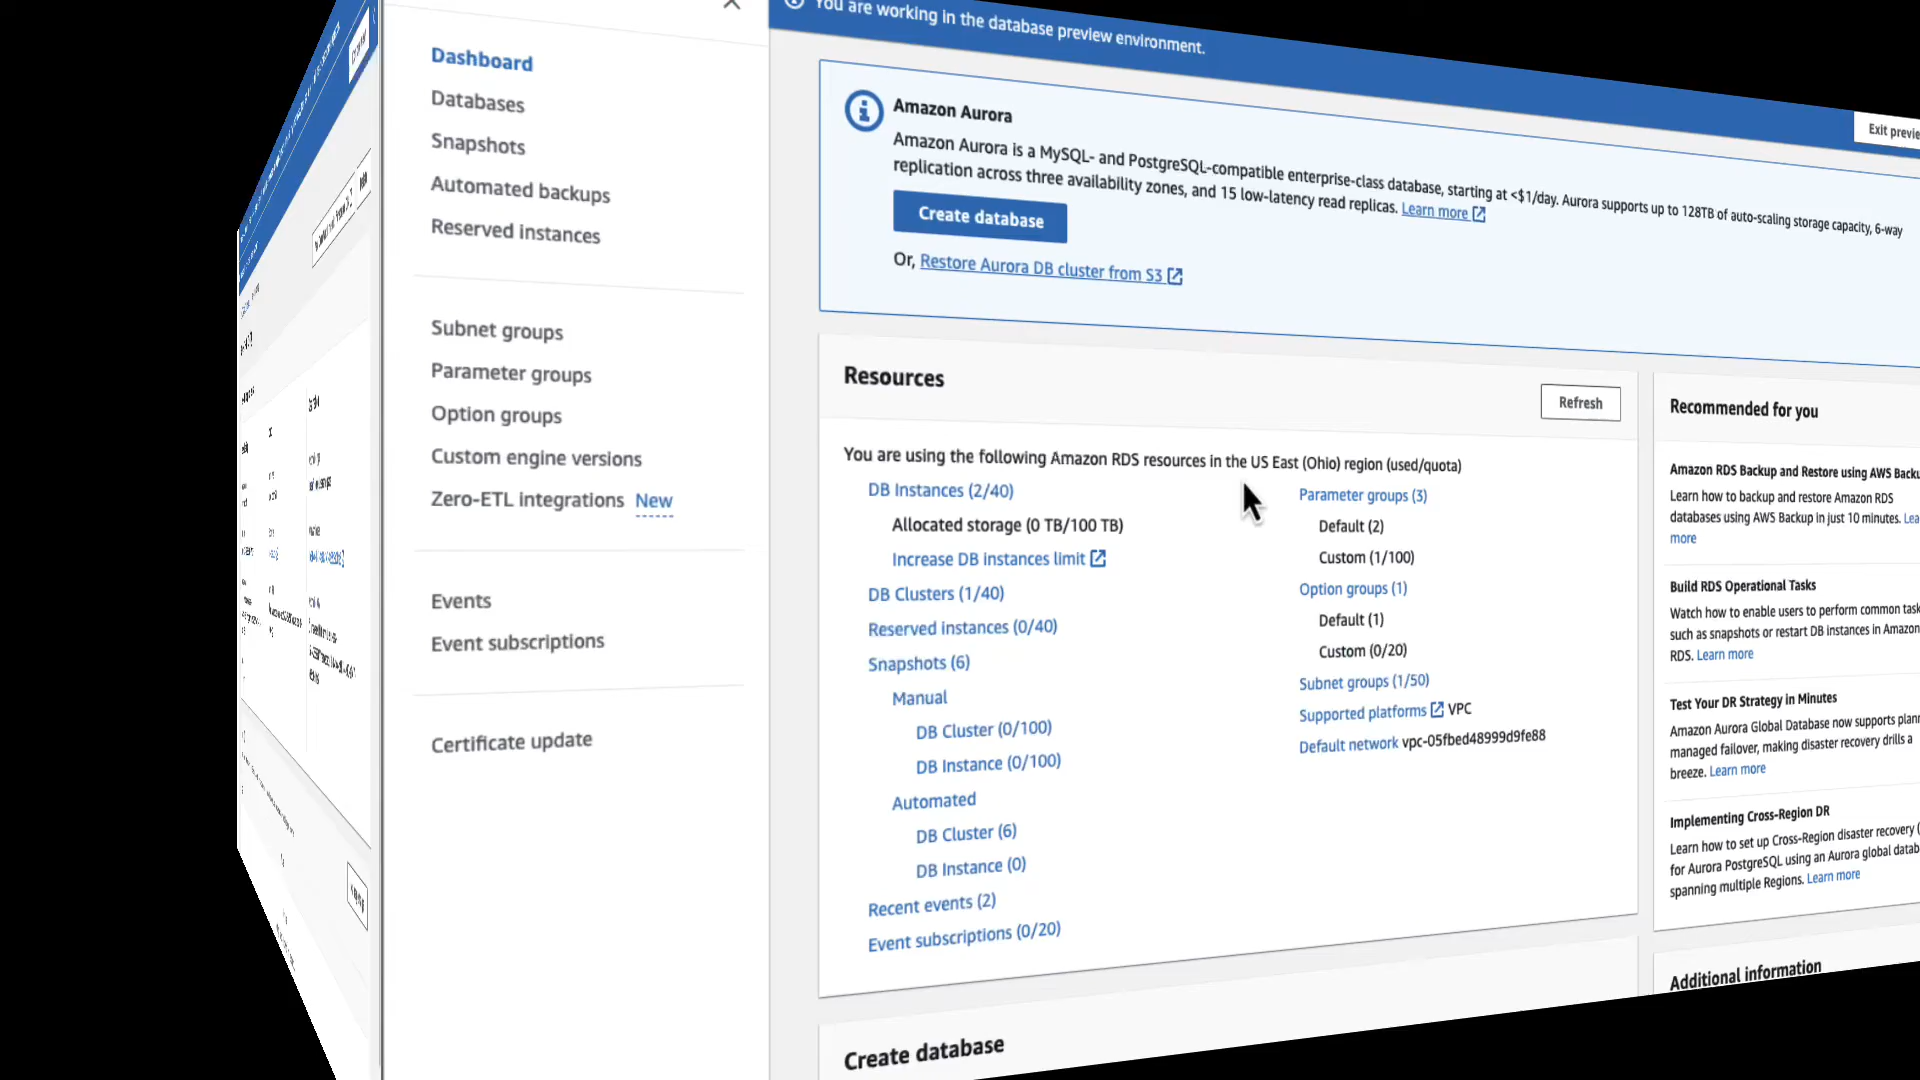 You are working in the database preview environment.
Exit
Dashboard
Databases
Snapshots
Automated backups
Reserved instances
Subnet groups
Parameter groups
Option groups
Custom engine versions
Zero-ETL integrations New
Events
Event subscriptions
Certificate update
Amazon Aurora
Amazon Aurora is a MySQL- and PostgreSQL-compatible enterprise-class database, starting at <$1/day. Aurora supports up to 128TB of auto-scaling storage capacity, 6-way
replication across three availability zones, and 15 low-latency read replicas. Learn more
Create database
Or, Restore Aurora DB cluster from S3
Resources
Refresh
You are using the following Amazon RDS resources in the US East (Ohio) region (used/quota)
DB Instances (2/40)
Allocated storage (0 TB/100 TB)
Increase DB instances limit
DB Clusters (1/40)
Reserved instances (0/40)
Snapshots (6)
Manual
DB Cluster (0/100)
DB Instance (0/100)
Automated
DB Cluster (6)
DB Instance (0)
Recent events (2)
Event subscriptions (0/20)
Parameter groups (3)
Default (2)
Custom (1/100)
Option groups (1)
Default (1)
Custom (0/20)
Subnet groups (1/50)
Supported platforms VPC
Default network vpc-05fbed48999d9fe88
Recommended for you
Amazon RDS Backup and Restore using AWS
Learn how to backup and restore Amazon RDS
databases using AWS Backup in just 10 minutes.
more
Build RDS Operational Tasks
Watch how to enable users to perform common
such as snapshots or restart DB instances in Amazon
RDS. Learn more
Test Your DR Strategy in Minutes
Amazon Aurora Global Database now supports
managed failover, making disaster recovery drills a
breeze. Learn more
Implementing Cross-Region DR
Learn how to set up Cross-Region disaster recovery
for Aurora PostgreSQL using an Aurora global
spanning multiple Regions. Learn more
Additional information
Create database